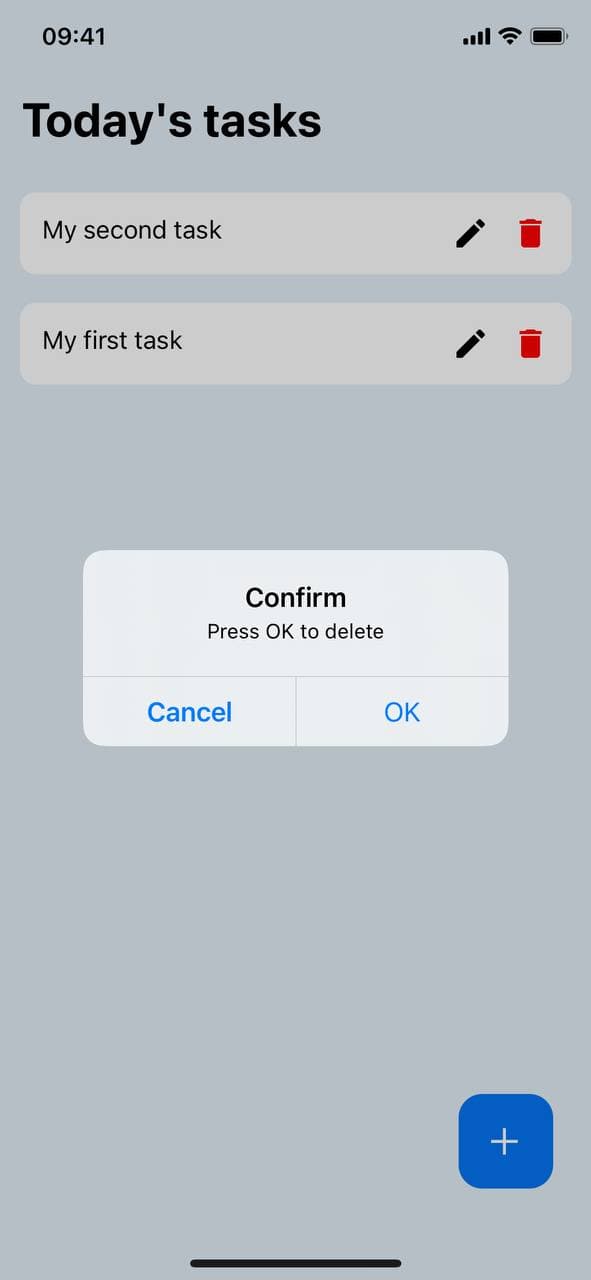 09:41
Today's tasks
My second task
My first task
Confirm
Press OK to delete
Cancel
OK